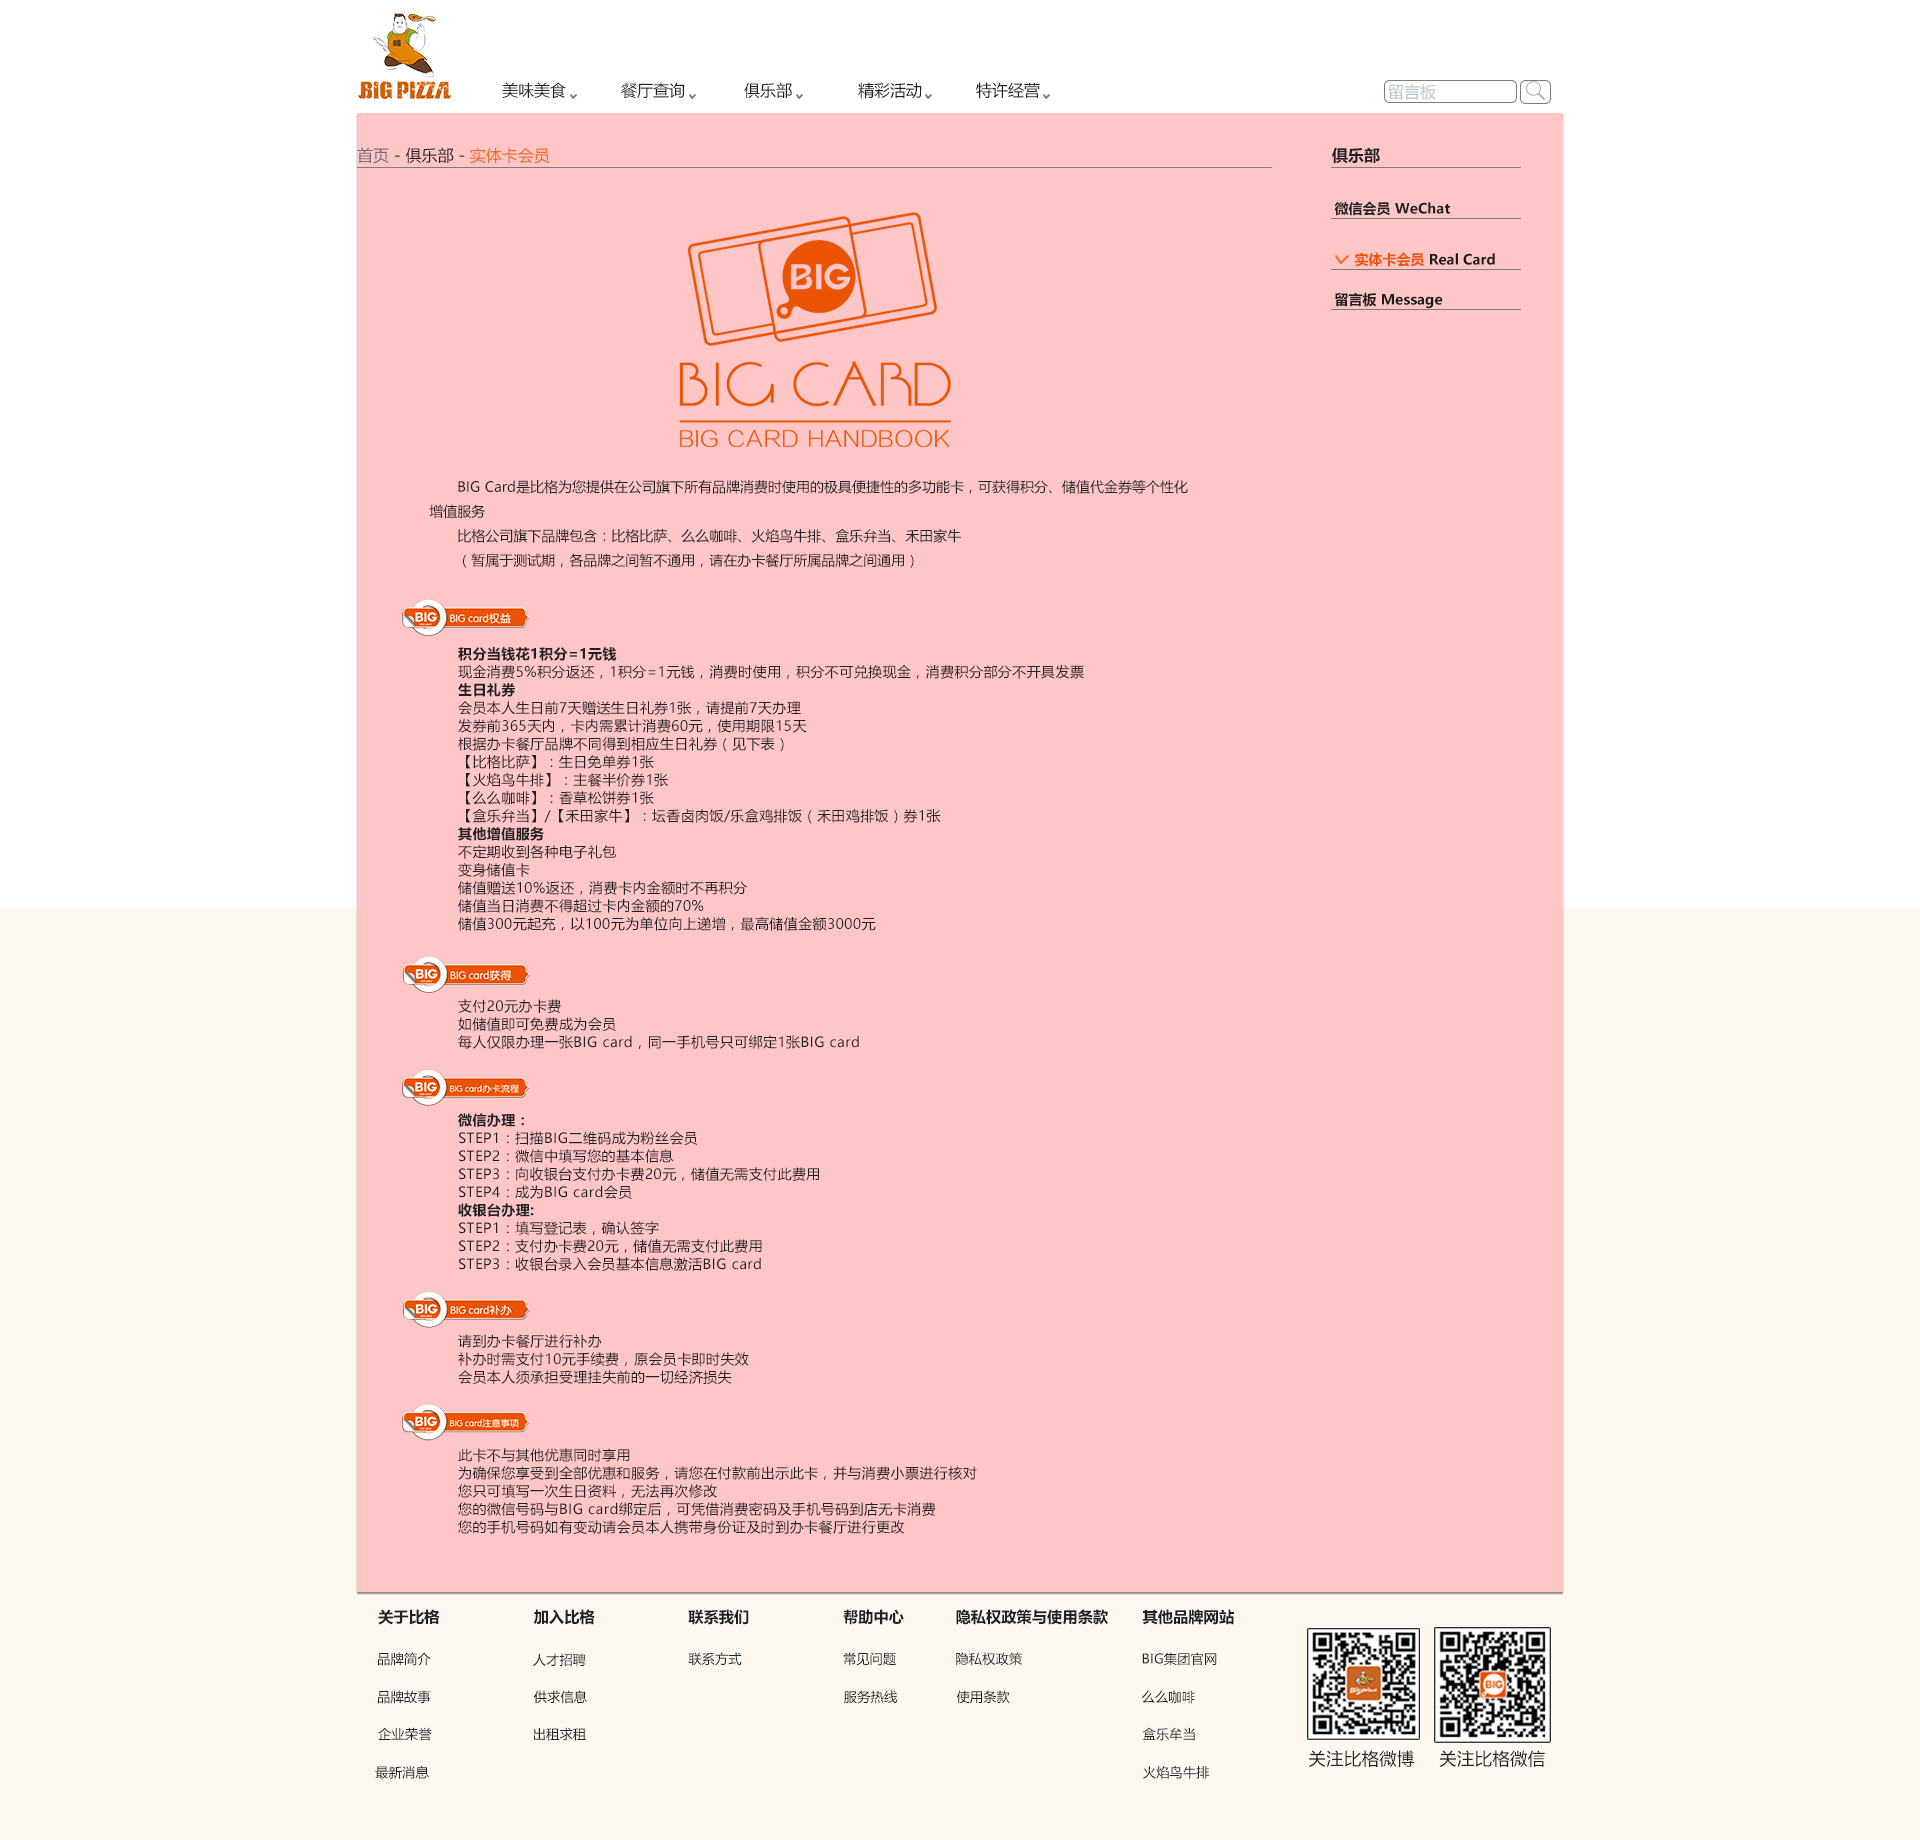 BIG PIZZA
美味美食
餐厅查询
俱乐部
精彩活动
特许经营
留言板
首页 - 俱乐部 - 实体卡会员
俱乐部
微信会员 WeChat
实体卡会员 Real Card
留言板 Message
BIG
BIG CARD
BIG CARD HANDBOOK
BIG Card是比格为您提供在公司旗下所有品牌消费时使用的极具便捷性的多功能卡，可获得积分、储值代金券等个性化
增值服务
比格公司旗下品牌包含：比格比萨、么么咖啡、火焰鸟牛排、盒乐弁当、禾田家牛
（暂属于测试期，各品牌之间暂不通用，请在办卡餐厅所属品牌之间通用）
BIG BIG card权益
积分当钱花1积分=1元钱
现金消费5%积分返还，1积分=1元钱，消费时使用，积分不可兑换现金，消费积分部分不开具发票
生日礼券
会员本人生日前7天赠送生日礼券1张，请提前7天办理
发券前365天内，卡内需累计消费60元，使用期限15天
根据办卡餐厅品牌不同得到相应生日礼券（见下表）
【比格比萨】：生日免单券1张
【火焰鸟牛排】：主餐半价券1张
【么么咖啡】：香草松饼券1张
【盒乐弁当】/【禾田家牛】：坛香卤肉饭/乐盒鸡排饭（禾田鸡排饭）券1张
其他增值服务
不定期收到各种电子礼包
变身储值卡
储值赠送10%返还，消费卡内金额时不再积分
储值当日消费不得超过卡内金额的70%
储值300元起充，以100元为单位向上递增，最高储值金额3000元
BIG BIG card获得
支付20元办卡费
如储值即可免费成为会员
每人仅限办理一张BIG card，同一手机号只可绑定1张BIG card
BIG BIG card办卡流程
微信办理：
STEP1：扫描BIG二维码成为粉丝会员
STEP2：微信中填写您的基本信息
STEP3：向收银台支付办卡费20元，储值无需支付此费用
STEP4：成为BIG card会员
收银台办理:
STEP1：填写登记表，确认签字
STEP2：支付办卡费20元，储值无需支付此费用
STEP3：收银台录入会员基本信息激活BIG card
BIG BIG card补办
请到办卡餐厅进行补办
补办时需支付10元手续费，原会员卡即时失效
会员本人须承担受理挂失前的一切经济损失
BIG BIG card注意事项
此卡不与其他优惠同时享用
为确保您享受到全部优惠和服务，请您在付款前出示此卡，并与消费小票进行核对
您只可填写一次生日资料，无法再次修改
您的微信号码与BIG card绑定后，可凭借消费密码及手机号码到店无卡消费
您的手机号码如有变动请会员本人携带身份证及时到办卡餐厅进行更改
关于比格
品牌简介
品牌故事
企业荣誉
最新消息
加入比格
人才招聘
供求信息
出租求租
联系我们
联系方式
帮助中心
常见问题
服务热线
隐私权政策与使用条款
隐私权政策
使用条款
其他品牌网站
BIG集团官网
么么咖啡
盒乐牟当
火焰鸟牛排
关注比格微博
BIG
关注比格微信